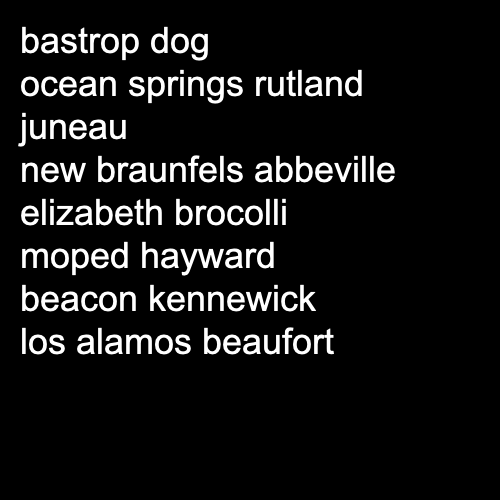 bastrop dog
ocean springs rutland
juneau
new braunfels abbeville
elizabeth brocolli
moped hayward
beacon kennewick
los alamos beaufort